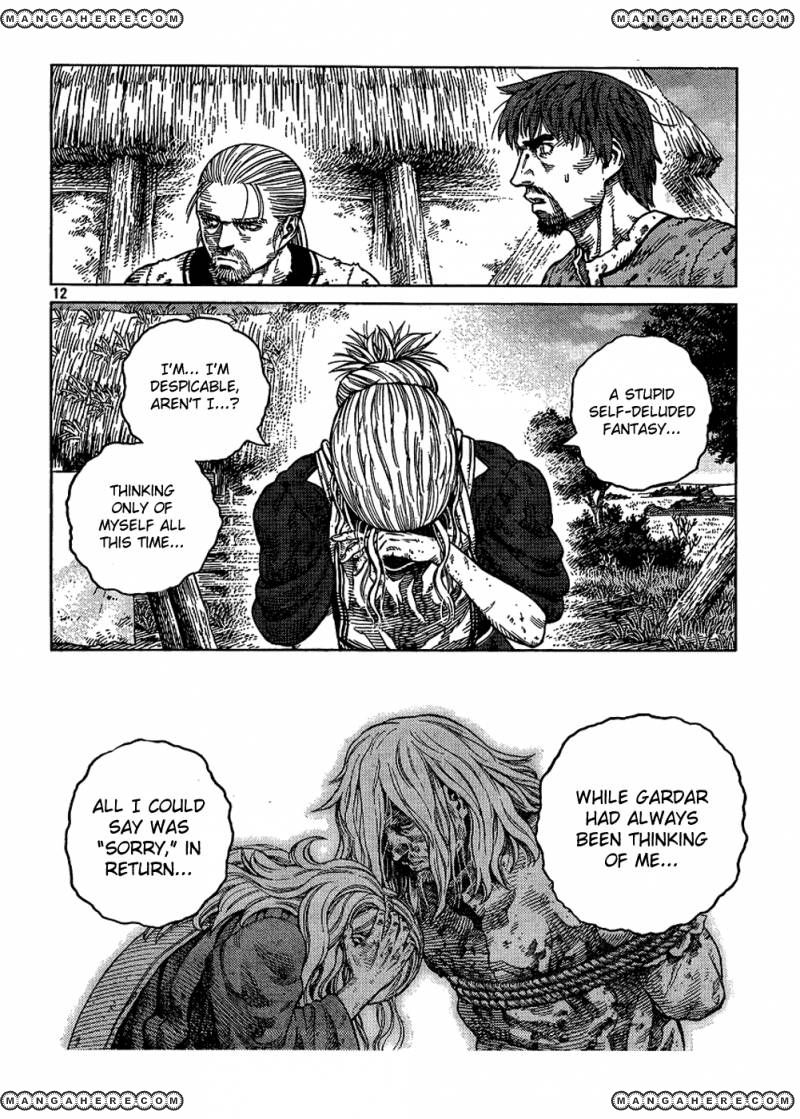 MANGAHERE.COM
MANGAHERE.COM
12
A STUPID
SELF-DELUDED
FANTASY...
I'M... I'M
DESPICABLE,
AREN'T I...?
THINKING
ONLY OF
MYSELF ALL
THIS TIME...
WHILE GARDAR
HAD ALWAYS
BEEN THINKING
OF ME...
ALL I COULD
SAY WAS
"SORRY," IN
RETURN...
MANGAHERE.COM
MANGAHERE.COM